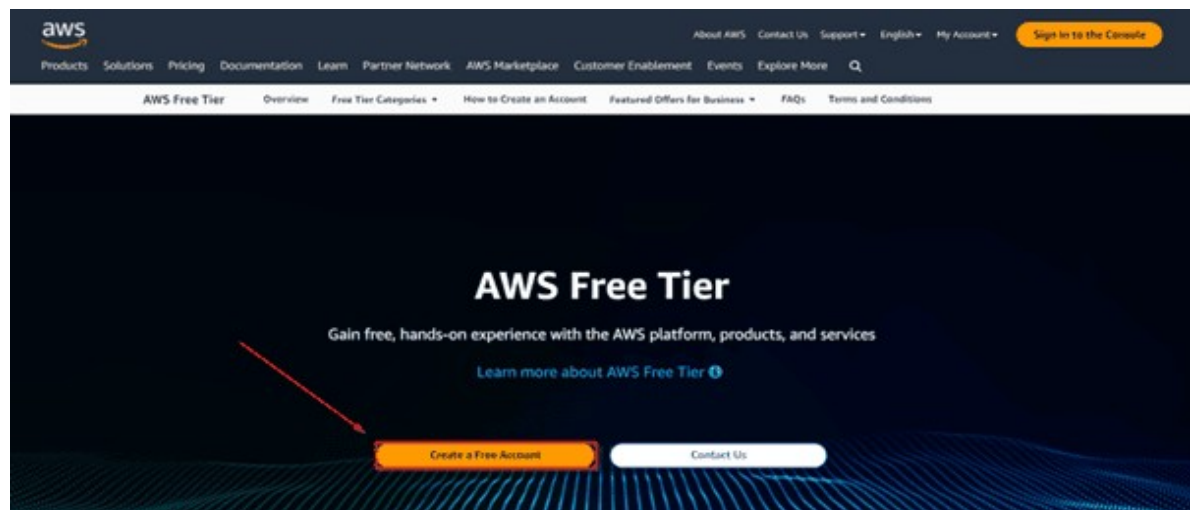 aws
About AWS Contact Us Support English My Account Sign In to the Console
Products Solutions Pricing Documentation Learn Partner Network AWS Marketplace Customer Enablement Events Explore More
AWS Free Tier Overview Free Tier Categories How to Create an Account Featured Offers for Business FAQs Terms and Conditions
AWS Free Tier
Gain free, hands-on experience with the AWS platform, products, and services
Learn more about AWS Free Tier
Create a Free Account Contact Us